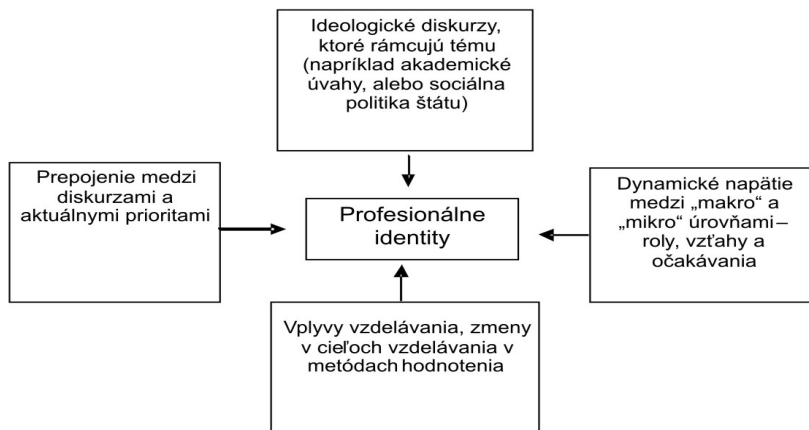 Ideologické diskurzy,
ktoré rámcujú tému
(napríklad akademické
úvahy, alebo sociálna
politika štátu)
Prepojenie medzi
diskurzami a
aktuálnymi prioritami
Profesionálne
identity
Dynamické napätie
medzi „makro“ a
„mikro“ úrovňami –
roly, vzťahy a
očakávania
Vplyvy vzdelávania, zmeny
v cieľoch vzdelávania v
metódach hodnotenia